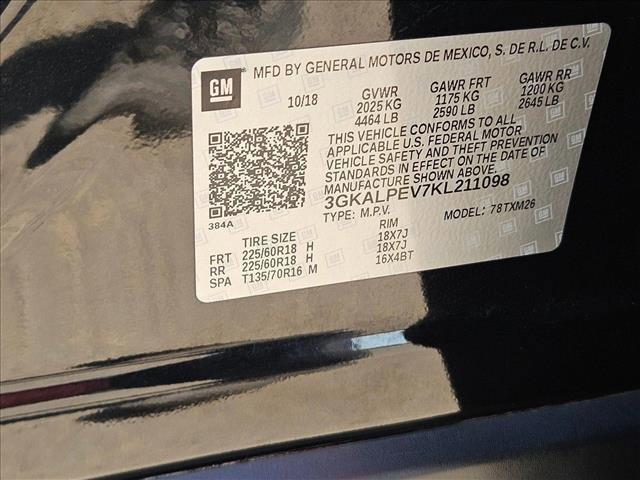 GM
MFD BY GENERAL MOTORS DE MEXICO, S. DE R.L. DE C.V.
10/18 GVWR GAWR FRT GAWR RR
2025 KG 1175 KG 1200 KG
4464 LB 2590 LB 2645 LB
THIS VEHICLE CONFORMS TO ALL
APPLICABLE U.S. FEDERAL MOTOR
VEHICLE SAFETY AND THEFT PREVENTION
STANDARDS IN EFFECT ON THE DATE OF
MANUFACTURE SHOWN ABOVE.
3GKALPEV7KL211098
TYPE: M.P.V. MODEL: 78TXM26
384A
TIRE SIZE RIM
FRT 225/60R18 H 18X7J
RR 225/60R18 H 18X7J
SPA T135/70R16 M 16X4BT